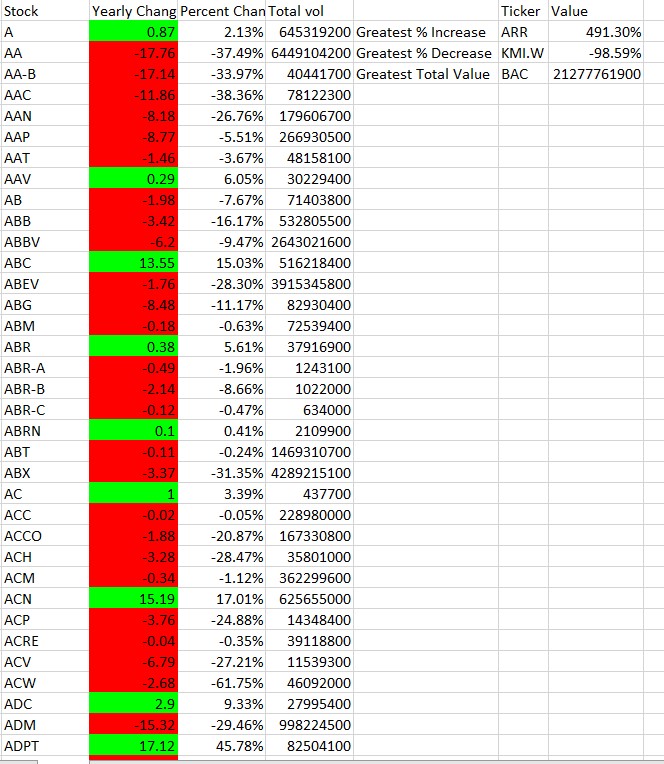 Stock Yearly Chang Percent Chan Total vol Ticker Value
A 0.87 2.13% 645319200 Greatest % Increase ARR 491.30%
AA -17.76 -37.49% 6449104200 Greatest % Decrease KMI.W -98.59%
AA-B -17.14 -33.97% 40441700 Greatest Total Value BAC 21277761900
AAC -11.86 -38.36% 78122300
AAN -8.18 -26.76% 179606700
AAP -8.77 -5.51% 266930500
AAT -1.46 -3.67% 48158100
AAV 0.29 6.05% 30229400
AB -1.98 -7.67% 71403800
ABB -3.42 -16.17% 532805500
ABBV -6.2 -9.47% 2643021600
ABC 13.55 15.03% 516218400
ABEV -1.76 -28.30% 3915345800
ABG -8.48 -11.17% 82930400
ABM -0.18 -0.63% 72539400
ABR 0.38 5.61% 37916900
ABR-A -0.49 -1.96% 1243100
ABR-B -2.14 -8.66% 1022000
ABR-C -0.12 -0.47% 634000
ABRN 0.1 0.41% 2109900
ABT -0.11 -0.24% 1469310700
ABX -3.37 -31.35% 4289215100
AC 1 3.39% 437700
ACC -0.02 -0.05% 228980000
ACCO -1.88 -20.87% 167330800
ACH -3.28 -28.47% 35801000
ACM -0.34 -1.12% 362299600
ACN 15.19 17.01% 625655000
ACP -3.76 -24.88% 14348400
ACRE -0.04 -0.35% 39118800
ACV -6.79 -27.21% 11539300
ACW -2.68 -61.75% 46092000
ADC 2.9 9.33% 27995400
ADM -15.32 -29.46% 998224500
ADPT 17.12 45.78% 82504100